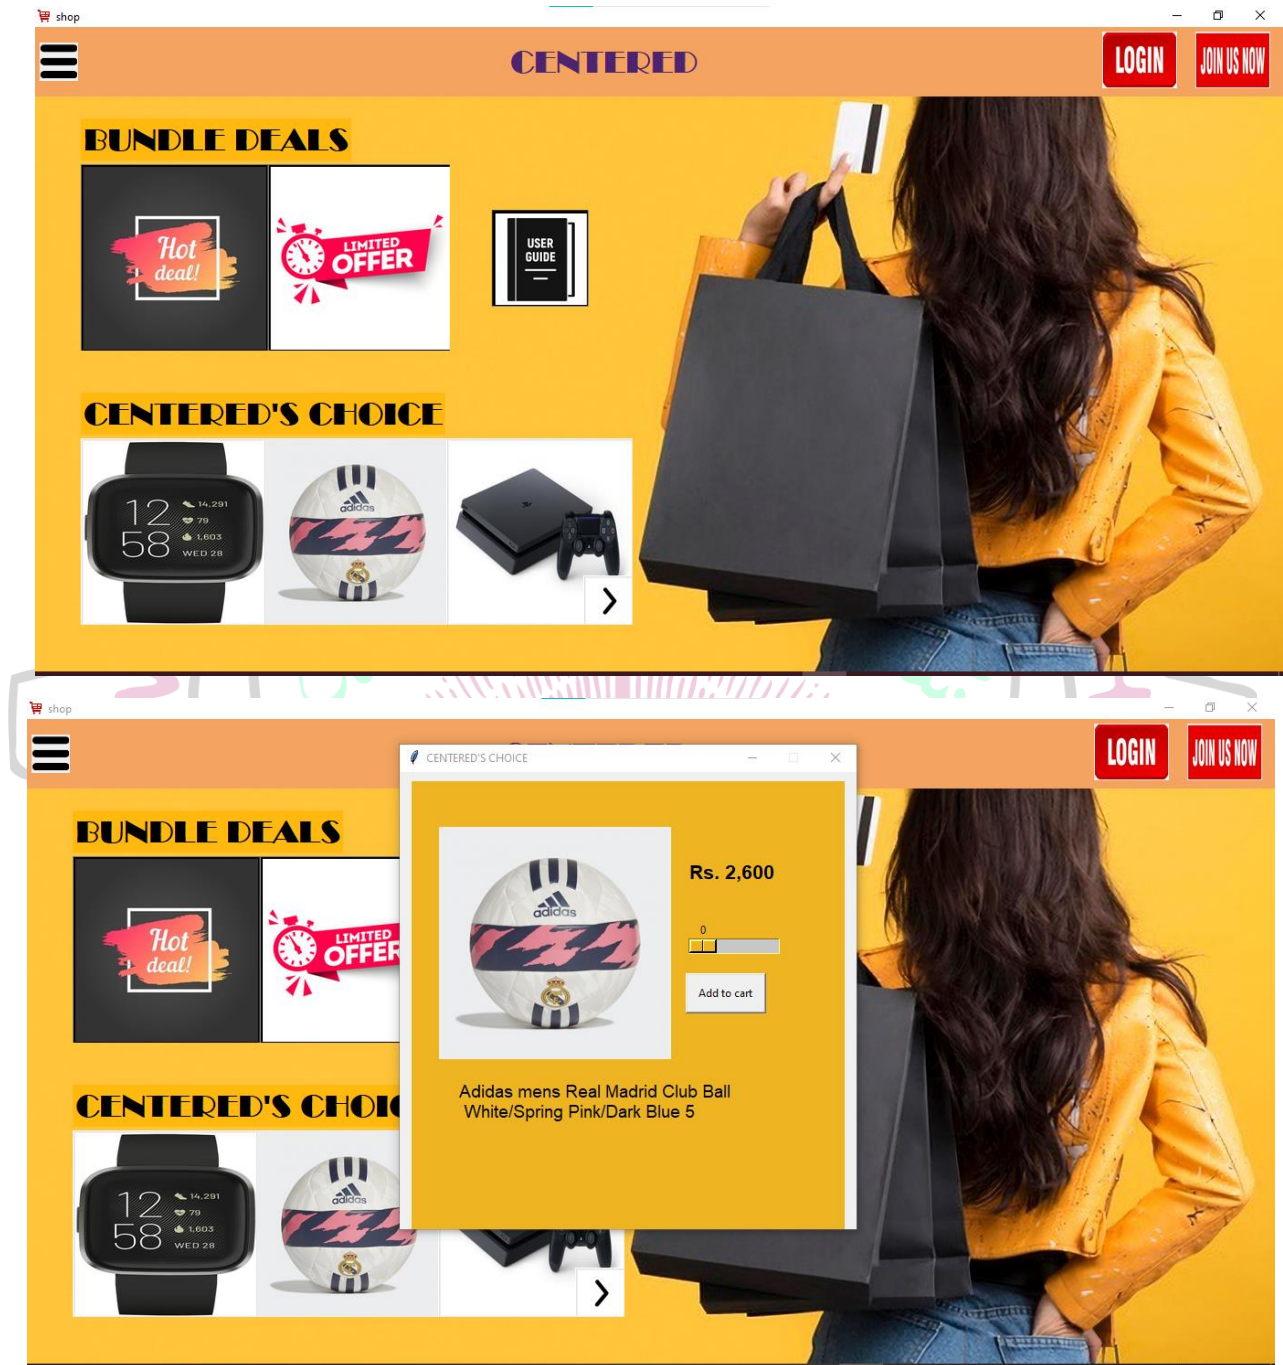 shop
CENTERED
LOGIN
JOIN US NOW
BUNDLE DEALS
Hot
deal!
LIMITED
OFFER
USER
GUIDE
CENTERED'S CHOICE
12
58
14,291
79
1,603
WED 28
adidas
shop
LOGIN
JOIN US NOW
CENTERED'S CHOICE
BUNDLE DEALS
Hot
deal!
LIMITED
OFFER
adidas
Rs. 2,600
0
Add to cart
Adidas mens Real Madrid Club Ball
White/Spring Pink/Dark Blue 5
CENTERED'S CHOIC
12
58
14,291
79
1,603
WED 28
adidas